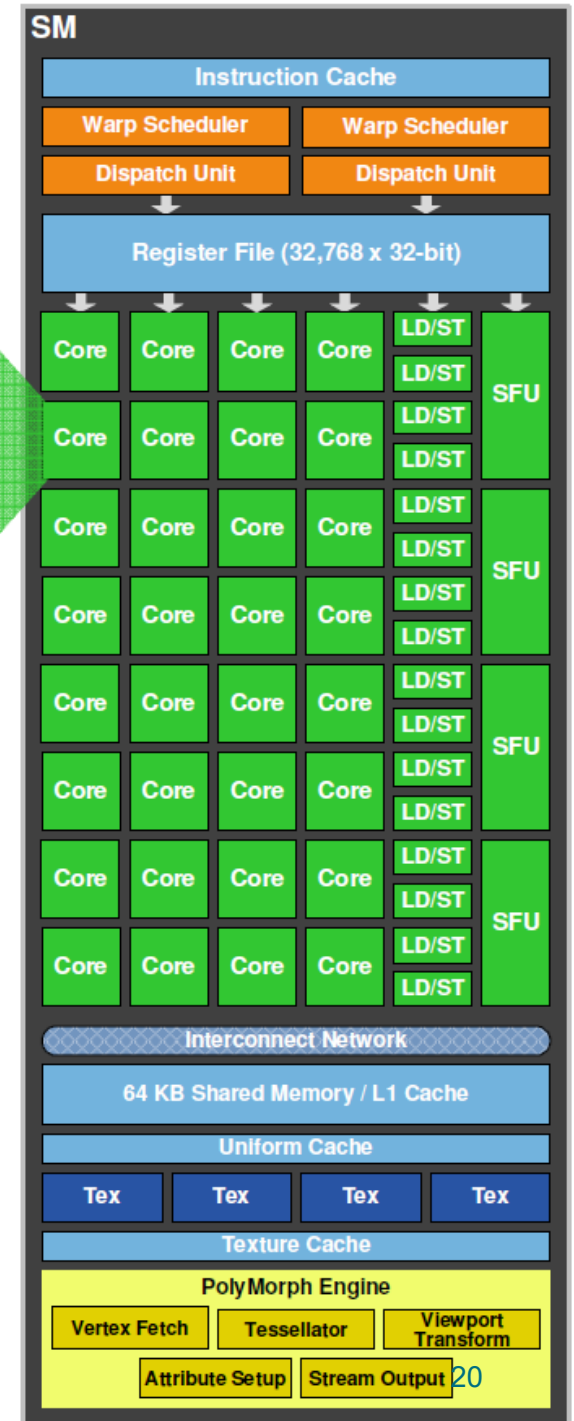 SM
Instruction Cache
Warp Scheduler Warp Scheduler
Dispatch Unit Dispatch Unit
Register File (32,768 x 32-bit)
Core Core Core Core LD/ST SFU
LD/ST
Core Core Core Core LD/ST
LD/ST
Core Core Core Core LD/ST SFU
LD/ST
Core Core Core Core LD/ST
LD/ST
Core Core Core Core LD/ST SFU
LD/ST
Core Core Core Core LD/ST
LD/ST
Core Core Core Core LD/ST SFU
LD/ST
Core Core Core Core LD/ST
LD/ST
Interconnect Network
64 KB Shared Memory / L1 Cache
Uniform Cache
Tex Tex Tex Tex
Texture Cache
PolyMorph Engine
Vertex Fetch Tessellator Viewport
Transform
Attribute Setup Stream Output 20